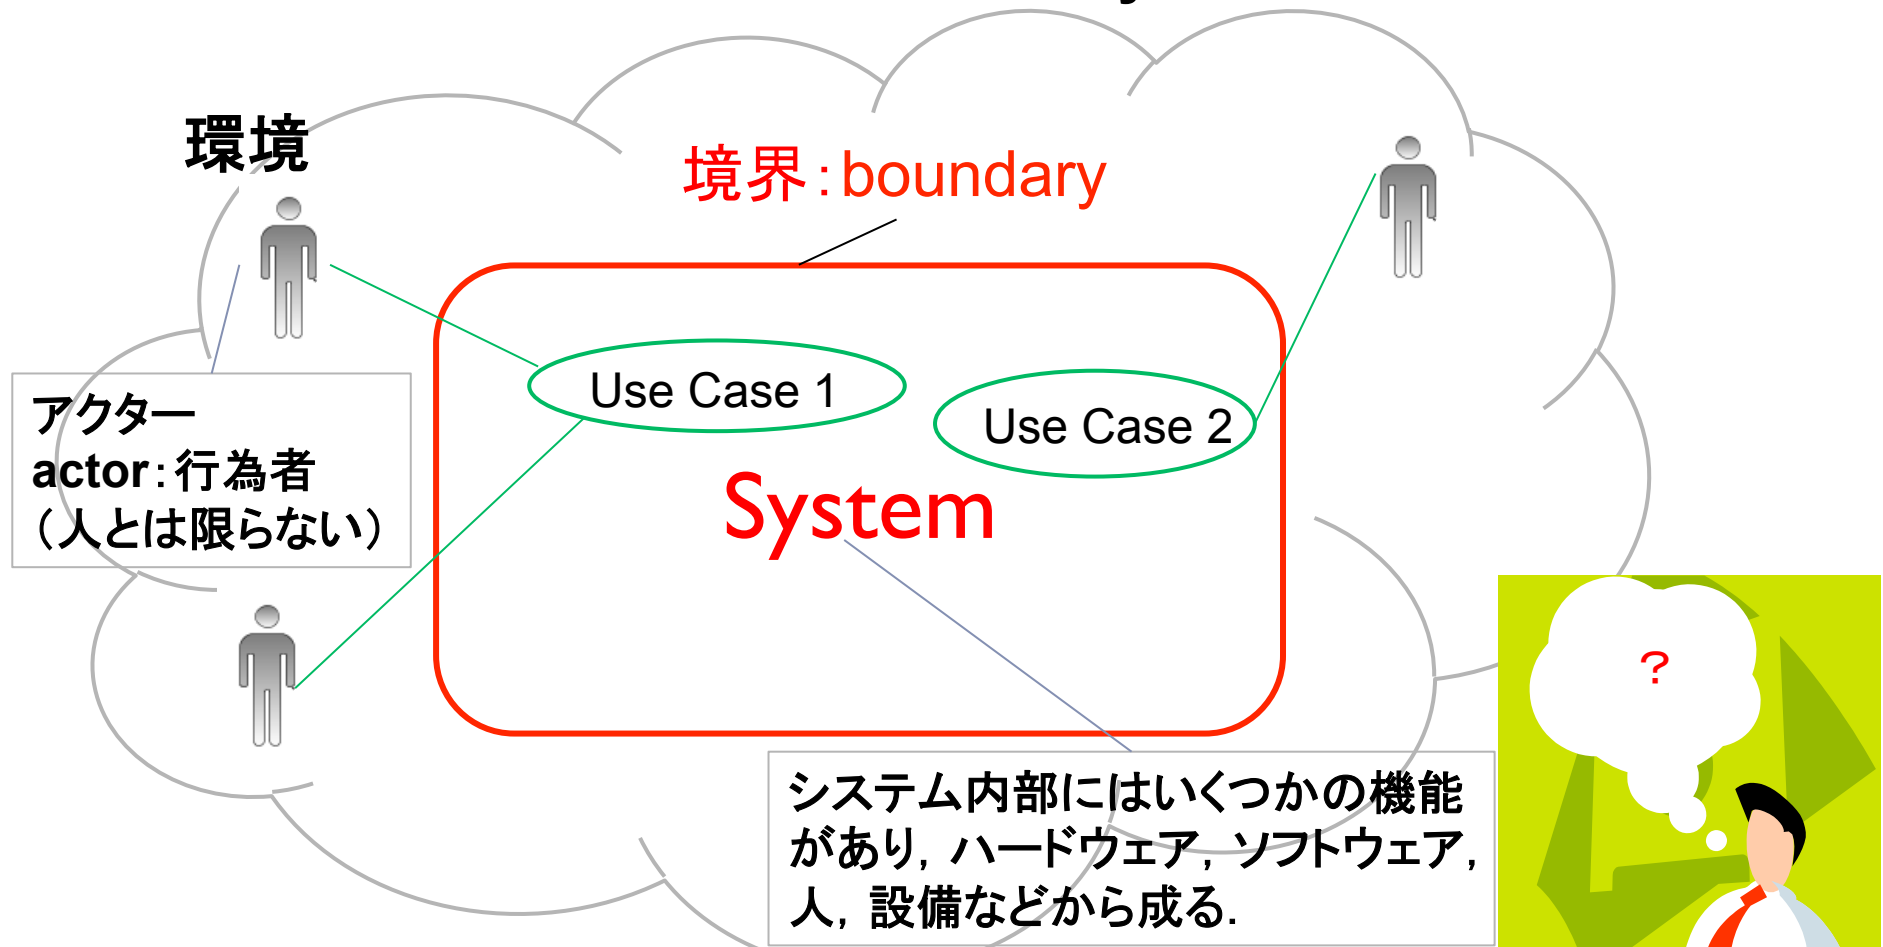 環境
境界：boundary
Use Case 1
Use Case 2
System
アクター
actor：行為者
（人とは限らない）
？
システム内部にはいくつかの機能
があり，ハードウェア，ソフトウェア，
人，設備などから成る．